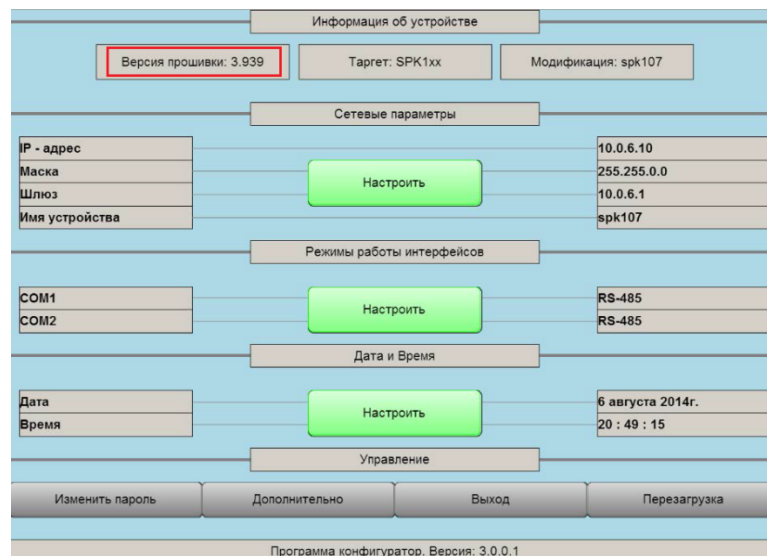 Информация об устройстве
Версия прошивки: 3.939 Таргет: SPK1xx Модификация: spk107
Сетевые параметры
IP - адрес 10.0.6.10
Маска 255.255.0.0
Настроить
Шлюз 10.0.6.1
Имя устройства spk107
Режимы работы интерфейсов
COM1 RS-485
Настроить
COM2 RS-485
Дата и Время
Дата 6 августа 2014г.
Настроить
Время 20 : 49 : 15
Управление
Изменить пароль Дополнительно Выход Перезагрузка
Программа конфигуратор. Версия: 3.0.0.1